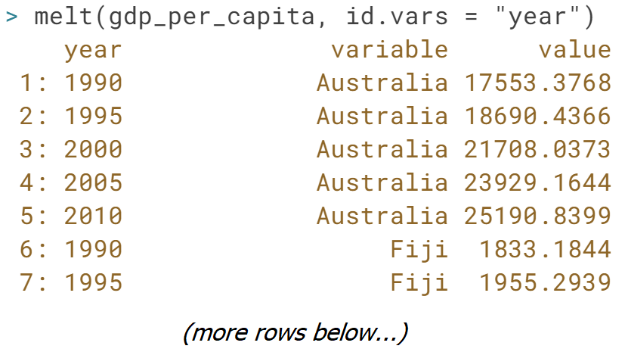 > melt(gdp_per_capita, id.vars = "year")
year variable value
1: 1990 Australia 17553.3768
2: 1995 Australia 18690.4366
3: 2000 Australia 21708.0373
4: 2005 Australia 23929.1644
5: 2010 Australia 25190.8399
6: 1990 Fiji 1833.1844
7: 1995 Fiji 1955.2939
(more rows below...)